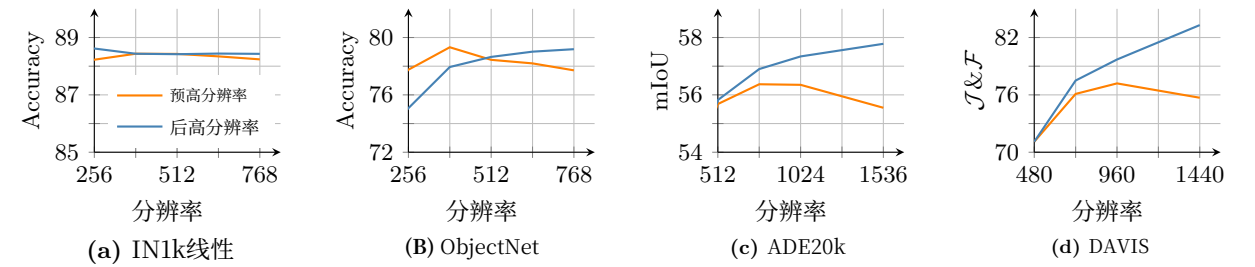 Accuracy
89
87
85
256 512 768
预高分辨率
后高分辨率
分辨率
(a) IN1k线性
Accuracy
80
76
72
256 512 768
分辨率
(B) ObjectNet
mIoU
58
56
54
512 1024 1536
分辨率
(c) ADE20k
J&F
82
76
70
480 960 1440
分辨率
(d) DAVIS